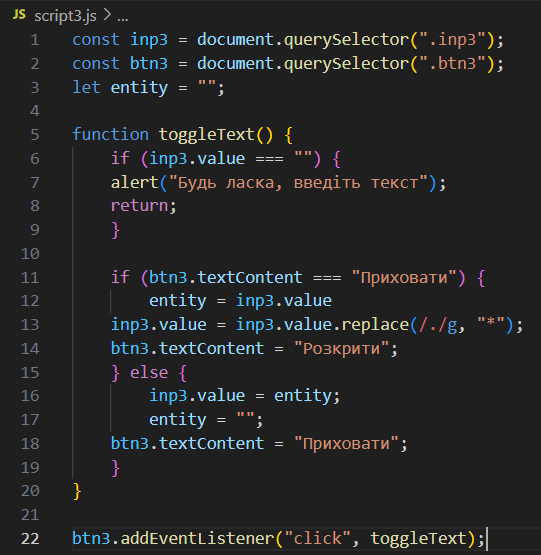 JS script3.js > ...
1 const inp3 = document.querySelector(".inp3");
2 const btn3 = document.querySelector(".btn3");
3 let entity = "";
4
5 function toggleText() {
6     if (inp3.value === "") {
7     alert("Будь ласка, введіть текст");
8     return;
9     }
10
11     if (btn3.textContent === "Приховати") {
12         entity = inp3.value
13     inp3.value = inp3.value.replace(/./g, "*");
14     btn3.textContent = "Розкрити";
15     } else {
16         inp3.value = entity;
17         entity = "";
18     btn3.textContent = "Приховати";
19     }
20 }
21
22 btn3.addEventListener("click", toggleText);